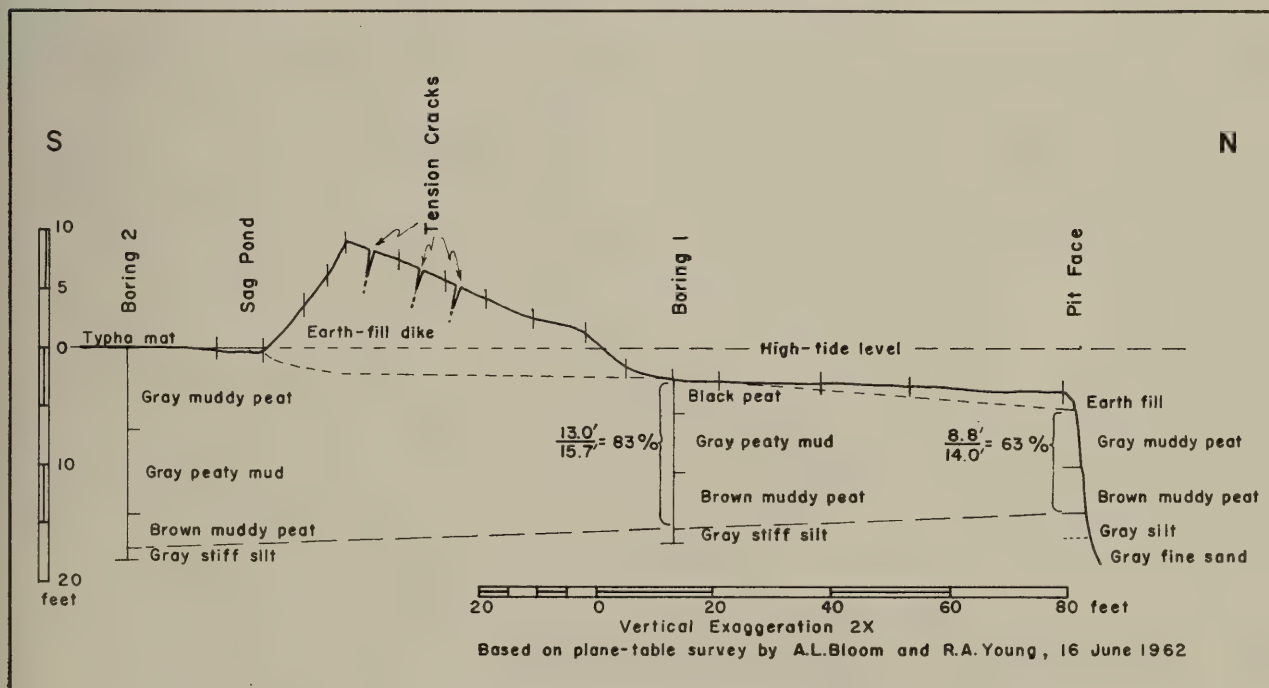 S
N
Tension Cracks
Boring 2
Sag Pond
Boring 1
Pit Face
10
5
0
10
20
feet
Typha mat
Earth-fill dike
High-tide level
Gray muddy peat
Gray peaty mud
Brown muddy peat
Gray stiff silt
13.0'
15.7' = 83 %
Black peat
Gray peaty mud
Brown muddy peat
Gray stiff silt
8.8'
14.0' = 63 %
Earth fill
Gray muddy peat
Brown muddy peat
Gray silt
Gray fine sand
20 0 20 40 60 80 feet
Vertical Exaggeration 2X
Based on plane-table survey by A.L.Bloom and R.A.Young, 16 June 1962